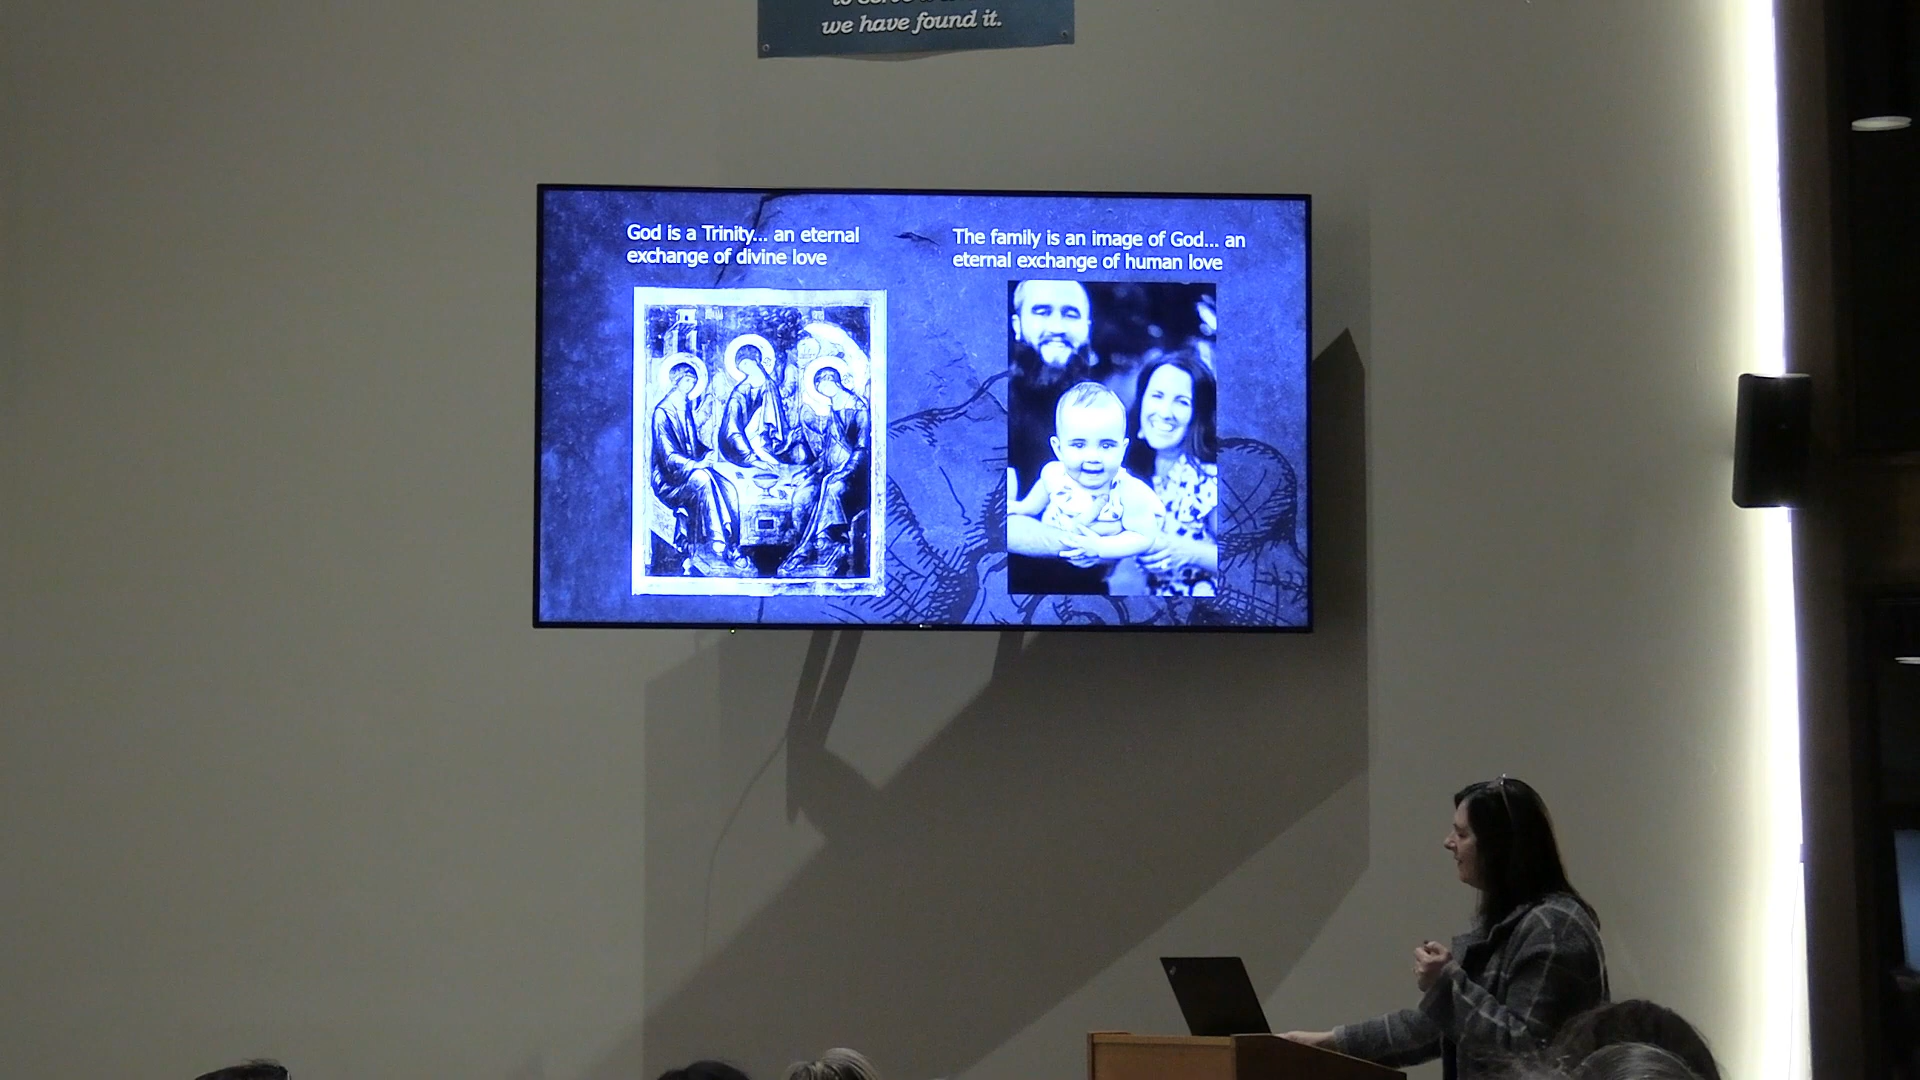 we have found it.
God is a Trinity... an eternal
exchange of divine love
The family is an image of God... an
eternal exchange of human love